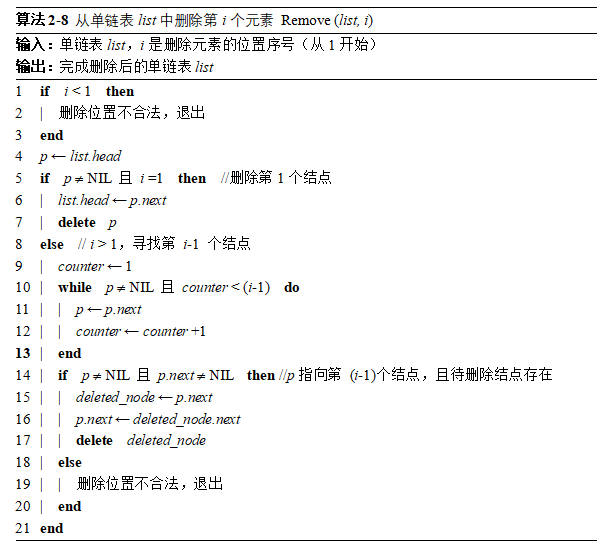 算法2-8 从单链表 list 中删除第 i 个元素 Remove (list, i)
输入：单链表 list，i 是删除元素的位置序号（从 1 开始）
输出：完成删除后的单链表 list
1 if i < 1 then
2 | 删除位置不合法，退出
3 end
4 p ← list.head
5 if p ≠ NIL 且 i =1 then //删除第 1 个结点
6 | list.head ← p.next
7 | delete p
8 else // i > 1，寻找第 i-1 个结点
9 | counter ← 1
10 | while p ≠ NIL 且 counter < (i-1) do
11 | | p ← p.next
12 | | counter ← counter +1
13 | end
14 | if p ≠ NIL 且 p.next ≠ NIL then //p 指向第 (i-1)个结点，且待删除结点存在
15 | | deleted_node ← p.next
16 | | p.next ← deleted_node.next
17 | | delete deleted_node
18 | else
19 | | 删除位置不合法，退出
20 | end
21 end